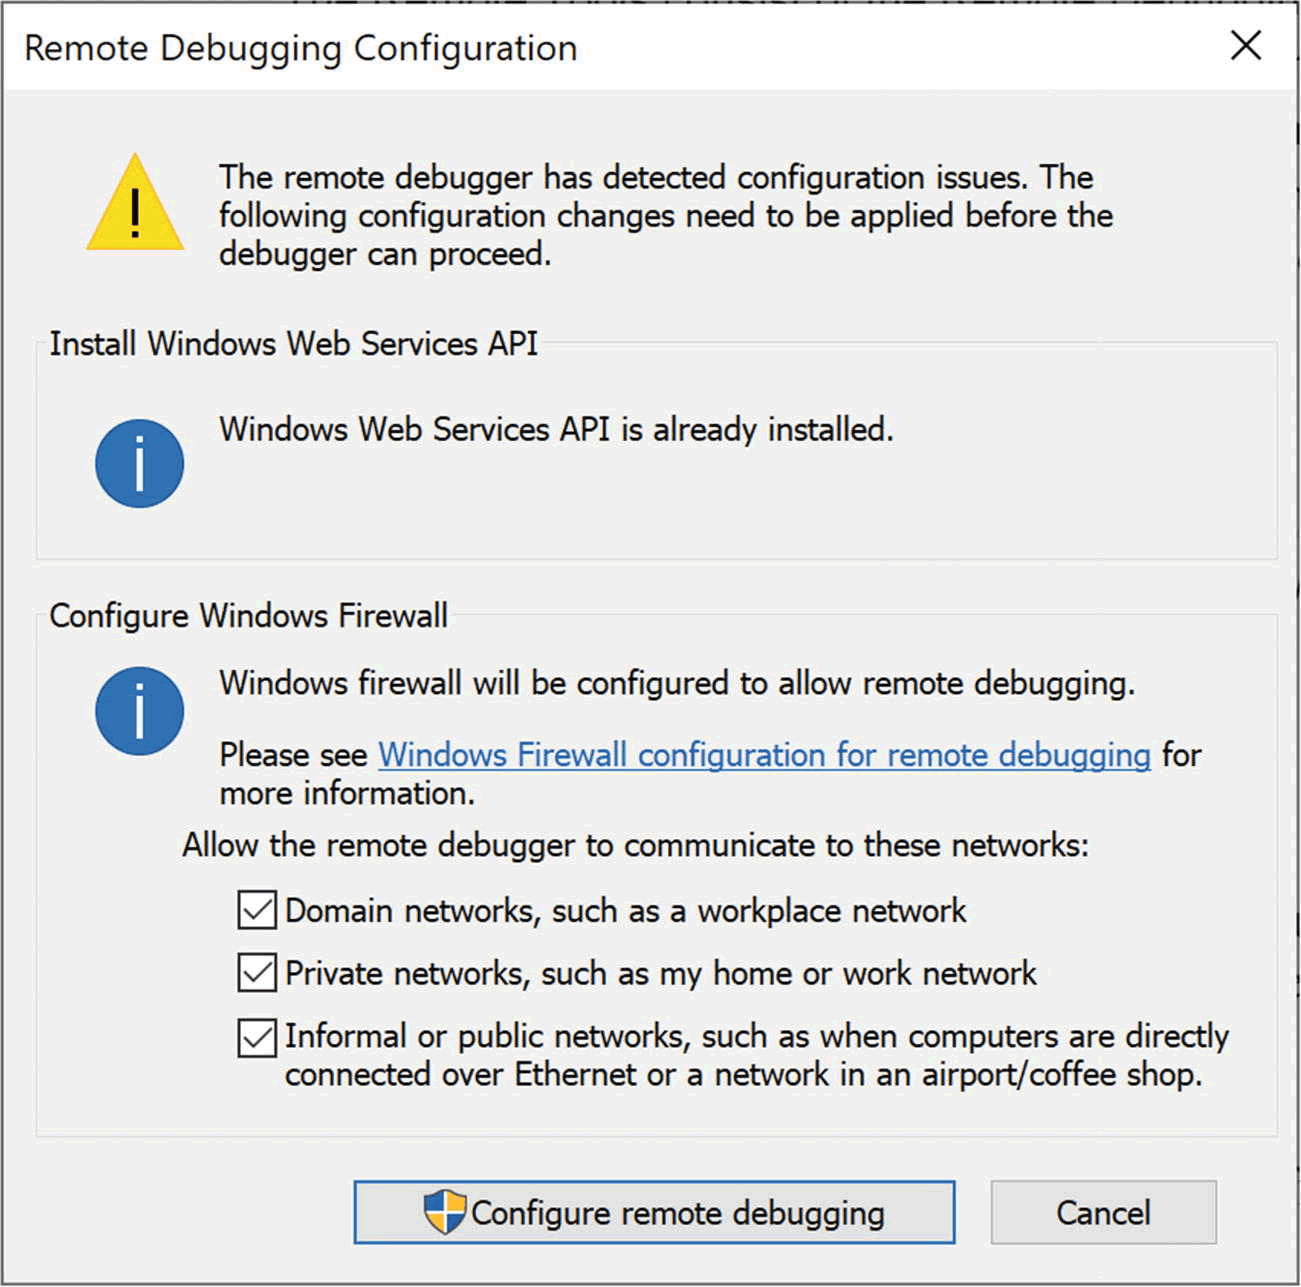 Remote Debugging Configuration
The remote debugger has detected configuration issues. The
following configuration changes need to be applied before the
debugger can proceed.
Install Windows Web Services API
Windows Web Services API is already installed.
Configure Windows Firewall
Windows firewall will be configured to allow remote debugging.
Please see Windows Firewall configuration for remote debugging for
more information.
Allow the remote debugger to communicate to these networks:
Domain networks, such as a workplace network
Private networks, such as my home or work network
Informal or public networks, such as when computers are directly
connected over Ethernet or a network in an airport/coffee shop.
Configure remote debugging
Cancel